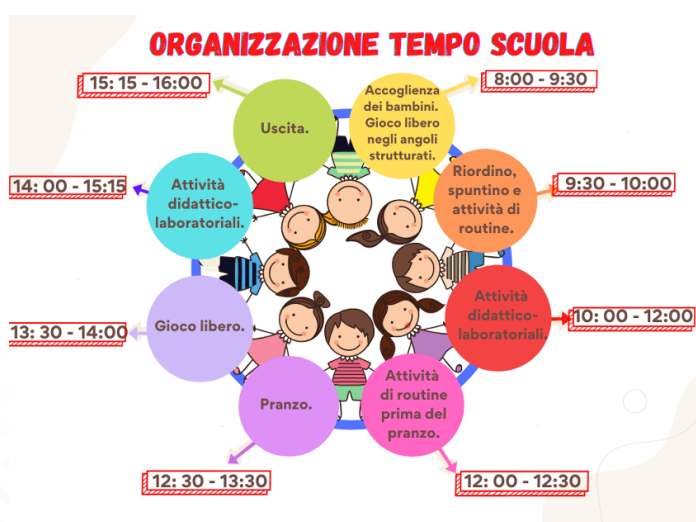 ORGANIZZAZIONE TEMPO SCUOLA
8:00 - 9:30
Accoglienza
dei bambini.
Gioco libero
negli angoli
strutturati.
9:30 - 10:00
Riordino,
spuntino e
attività di
routine.
10: 00 - 12:00
Attività
didattico-
laboratoriali.
12: 00 - 12:30
Attività
di routine
prima del
pranzo.
12: 30 - 13:30
Pranzo.
13: 30 - 14:00
Gioco libero.
14: 00 - 15:15
Attività
didattico-
laboratoriali.
15: 15 - 16:00
Uscita.